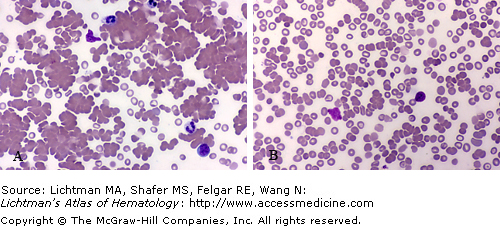 A B
Source: Lichtman MA, Shafer MS, Felgar RE, Wang N:
Lichtman's Atlas of Hematology: http://www.accessmedicine.com
Copyright © The McGraw-Hill Companies, Inc. All rights reserved.